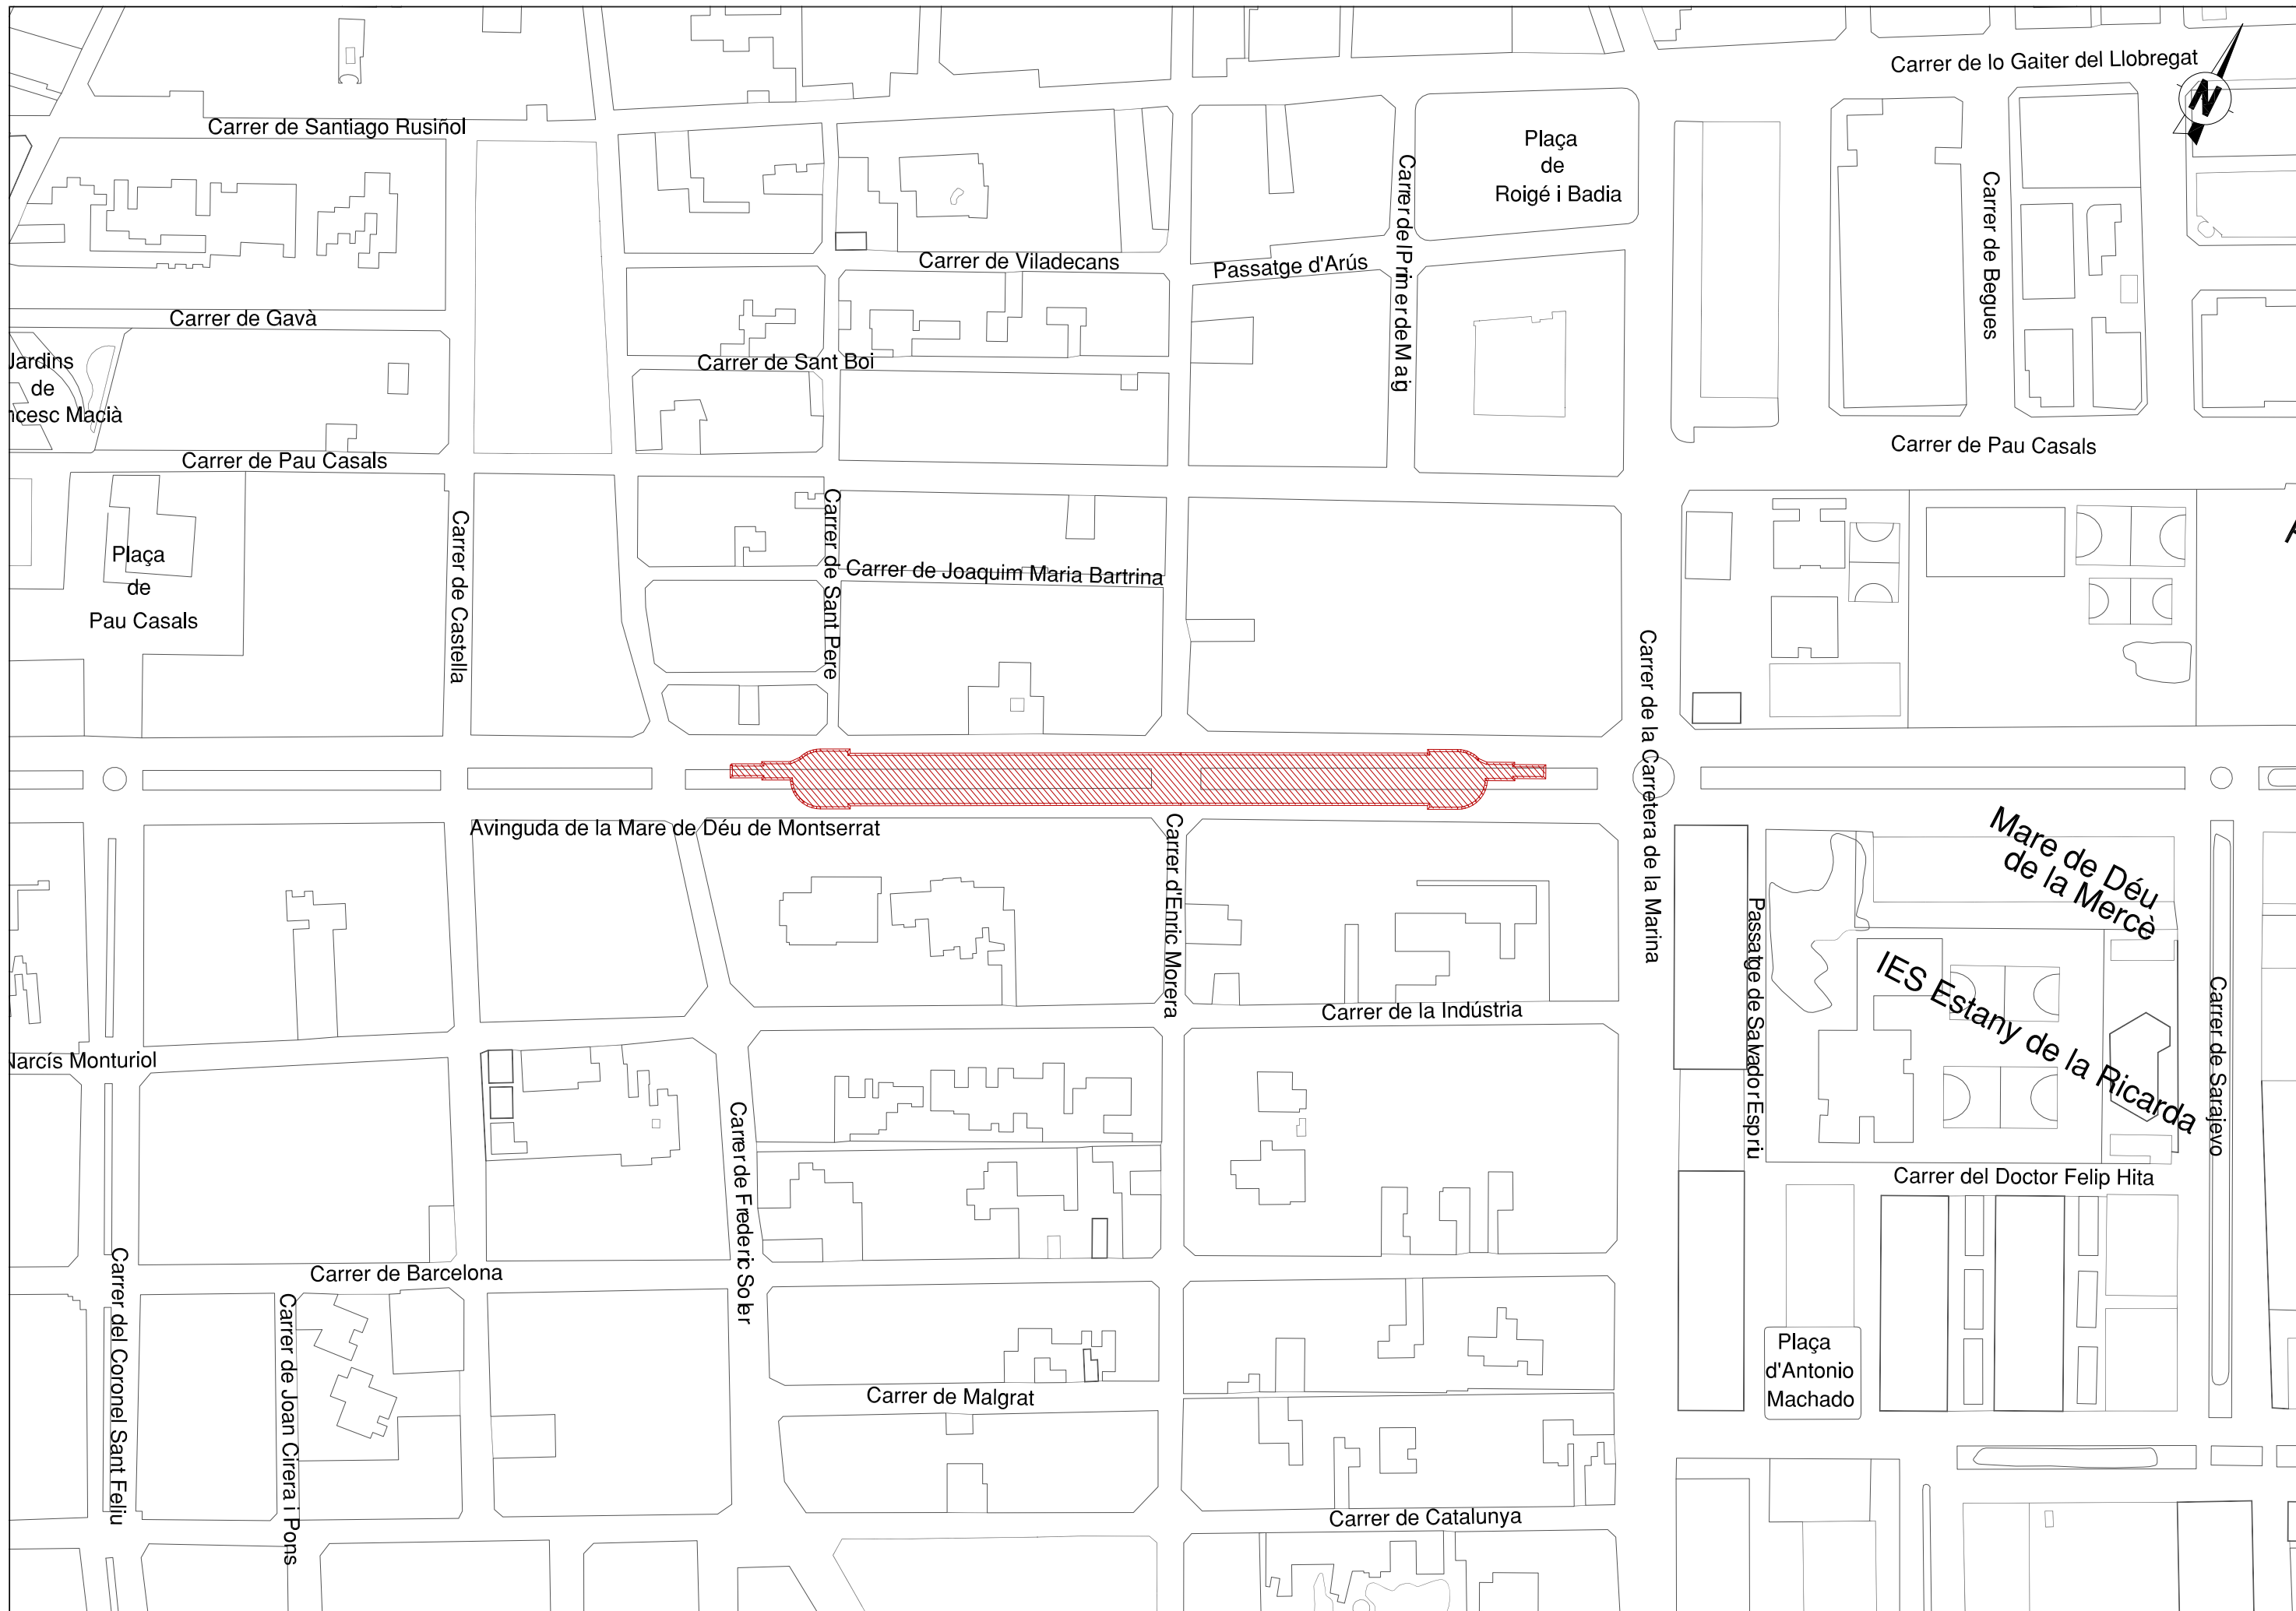 Carrer de lo Gaiter del Llobregat
N
Carrer de Santiago Rusiñol
Plaça
de
Roigé i Badia
Carrer del Primer de Maig
Carrer de Begues
Carrer de Viladecans
Passatge d'Arús
Carrer de Gavà
Carrer de Sant Boi
Jardins
de
ncesc Macià
Carrer de Pau Casals
Carrer de Pau Casals
Carrer de Castella
Carrer de Sant Pere
Plaça
de
Pau Casals
Carrer de Joaquim Maria Bartrina
Carrer de la Carretera de la Marina
Avinguda de la Mare de Déu de Montserrat
Carrer d'Enric Morera
Mare de Déu
de la Mercè
Passatge de Salvador Espriu
IES Estany de la Ricarda
Carrer de Sarajevo
Carrer de la Indústria
Narcís Monturiol
Carrer de Frederic Soler
Carrer del Doctor Felip Hita
Carrer de Barcelona
Carrer del Coronel Sant Feliu
Carrer de Joan Cirera i Pons
Plaça
d'Antonio
Machado
Carrer de Malgrat
Carrer de Catalunya